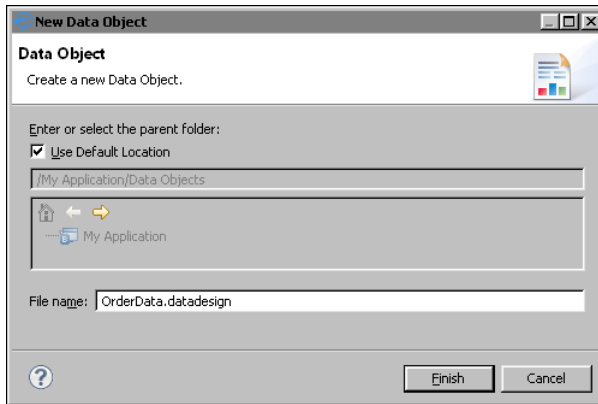 New Data Object
Data Object
Create a new Data Object.
Enter or select the parent folder:
Use Default Location
/My Application/Data Objects
My Application
File name: OrderData.datadesign
Finish Cancel